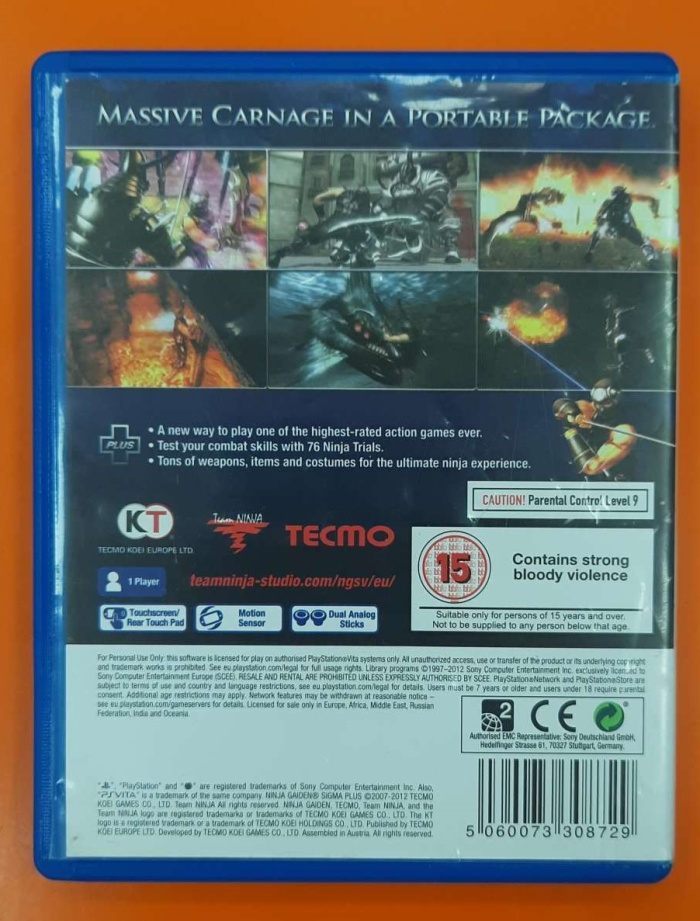 MASSIVE CARNAGE IN A PORTABLE PACKAGE.
PLUS
• A new way to play one of the highest-rated action games ever.
• Test your combat skills with 76 Ninja Trials.
• Tons of weapons, items and costumes for the ultimate ninja experience.
CAUTION! Parental Control Level 9
KT
TECMO KOEI EUROPE LTD.
Team NINJA
TECMO
15
Contains strong
bloody violence
Suitable only for persons of 15 years and over.
Not to be supplied to any person below that age.
1 Player
teamninja-studio.com/ngsv/eu/
Touchscreen/
Rear Touch Pad
Motion
Sensor
Dual Analog
Sticks
For Personal Use Only: this software is licensed for play on authorised PlayStation®Vita systems only. All unauthorized access, use or transfer of the product or its underlying copyright
and trademark works is prohibited. See eu.playstation.com/legal for full usage rights. Library programs ©1997-2012 Sony Computer Entertainment Inc. exclusively licensed to
Sony Computer Entertainment Europe (SCEE). RESALE AND RENTAL ARE PROHIBITED UNLESS EXPRESSLY AUTHORISED BY SCEE. PlayStation®Network and PlayStation®Store are
subject to terms of use and country and language restrictions, see eu.playstation.com/legal for details. Users must be 7 years or older and users under 18 require parental
consent. Additional age restrictions may apply. Network features may be withdrawn at reasonable notice –
see eu.playstation.com/gameservers for details. Licensed for sale only in Europe, Africa, Middle East, Russian
Federation, India and Oceania.
2 CE
Authorised EMC Representative: Sony Deutschland GmbH,
Hedelfinger Strasse 61, 70327 Stuttgart, Germany.
" ", "PlayStation" and " " are registered trademarks of Sony Computer Entertainment Inc. Also,
"PSVITA" is a trademark of the same company. NINJA GAIDEN® SIGMA PLUS ©2007-2012 TECMO
KOEI GAMES CO., LTD. Team NINJA All rights reserved. NINJA GAIDEN, TECMO, Team NINJA, and the
Team NINJA logo are registered trademarks or trademarks of TECMO KOEI GAMES CO., LTD. The KT
logo is a registered trademark or a trademark of TECMO KOEI HOLDINGS CO., LTD. Published by TECMO
KOEI EUROPE LTD. Developed by TECMO KOEI GAMES CO., LTD. Assembled in Austria. All rights reserved.
5 060073 308729